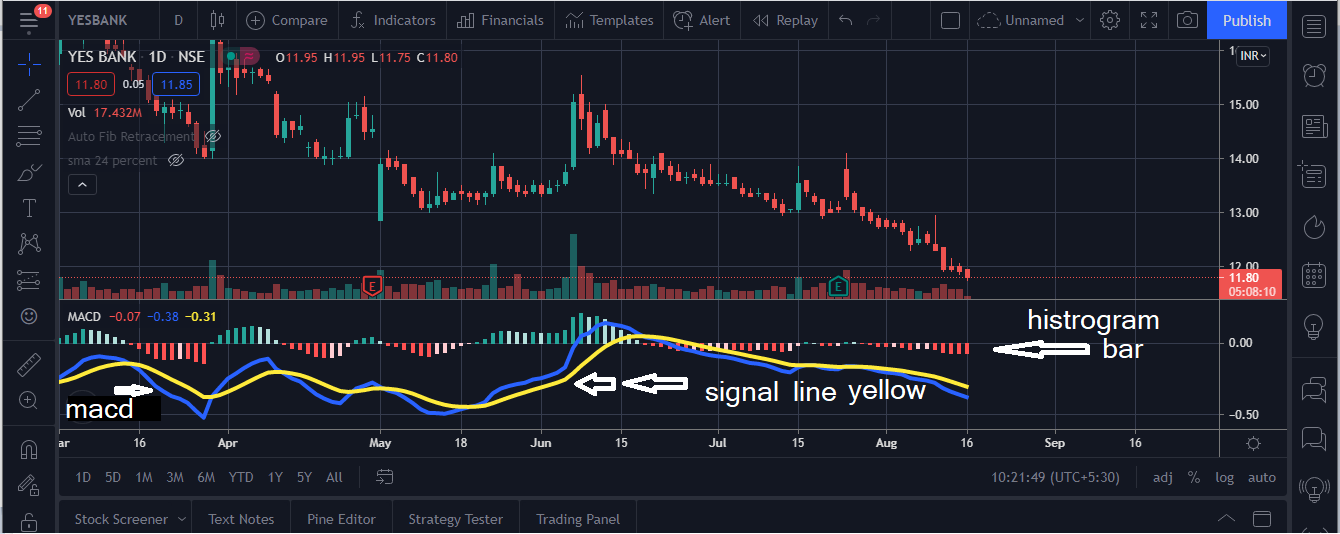 11
YESBANK D Compare Indicators Financials Templates Alert Replay Unnamed Publish
YES BANK · 1D · NSE O11.95 H11.95 L11.75 C11.80
INR
11.80 0.05 11.85
Vol 17.432M
Auto Fib Retracement
sma 24 percent
15.00
14.00
13.00
12.00
11.80
05:08:10
E E
MACD −0.07 −0.38 −0.31
histrogram
bar
0.00
signal line yellow
macd
−0.50
ar 16 Apr May 18 Jun 15 Jul 15 Aug 16 Sep 16
1D 5D 1M 3M 6M YTD 1Y 5Y All 10:21:49 (UTC+5:30) adj % log auto
Stock Screener Text Notes Pine Editor Strategy Tester Trading Panel